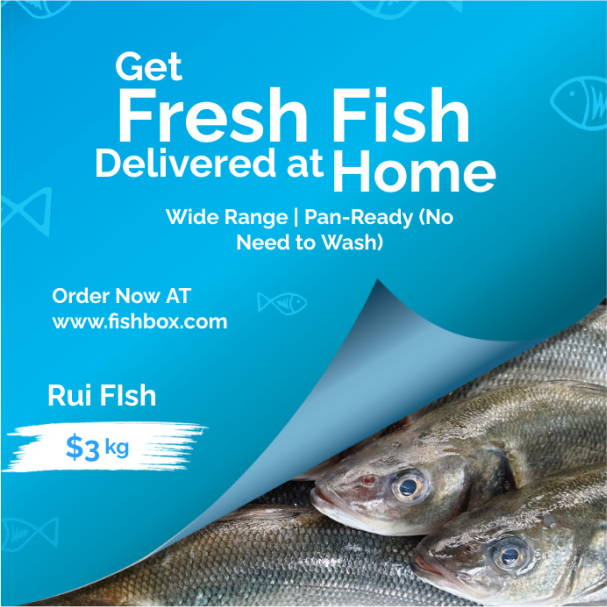 Get
Fresh Fish
Delivered at Home
Wide Range | Pan-Ready (No
Need to Wash)
Order Now AT
www.fishbox.com
Rui FIsh
$3 kg